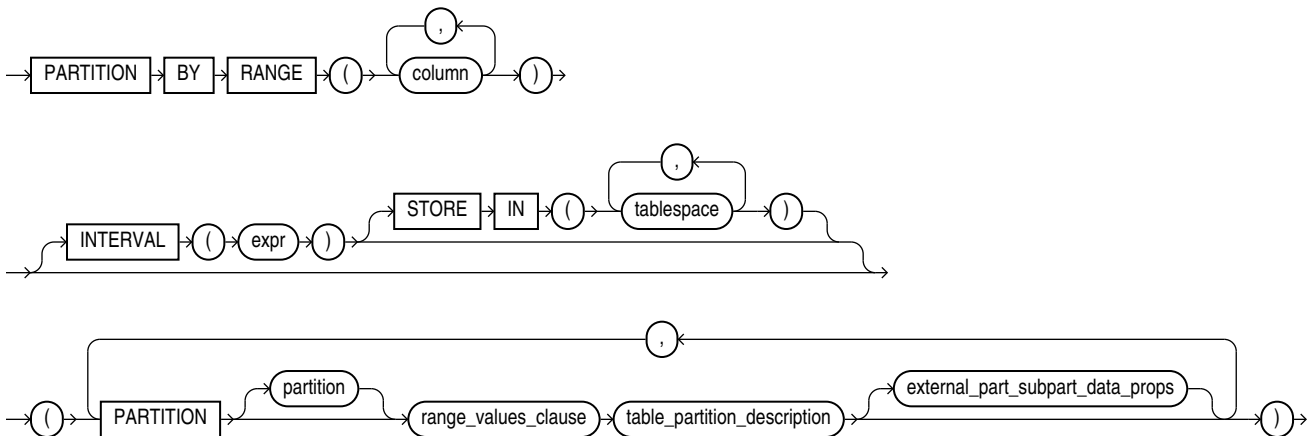 ,
PARTITION BY RANGE ( column )
,
STORE IN ( tablespace )
INTERVAL ( expr )
,
partition external_part_subpart_data_props
( PARTITION range_values_clause table_partition_description )